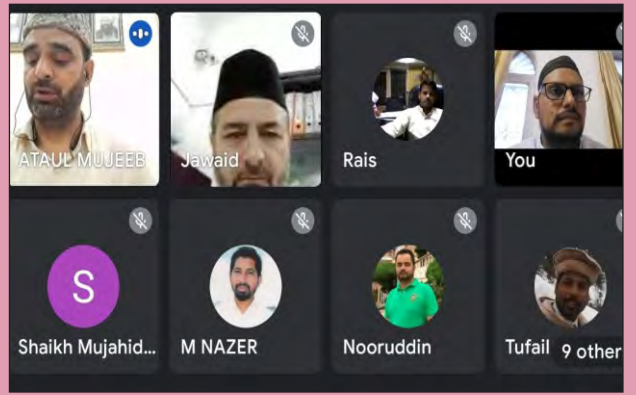 ATAUL MUJEEB
Jawaid
Rais
You
S
Shaikh Mujahid...
M NAZER
Nooruddin
Tufail
9 other